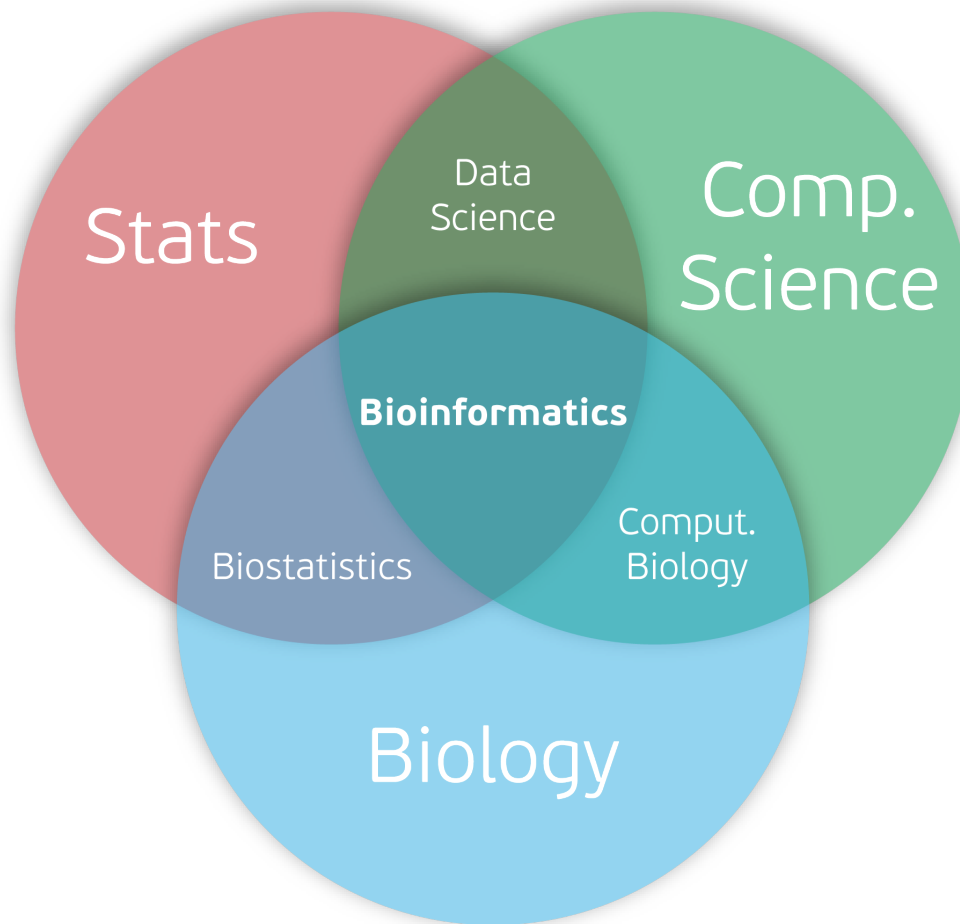 Stats
Data
Science
Comp.
Science
Bioinformatics
Biostatistics
Comput.
Biology
Biology